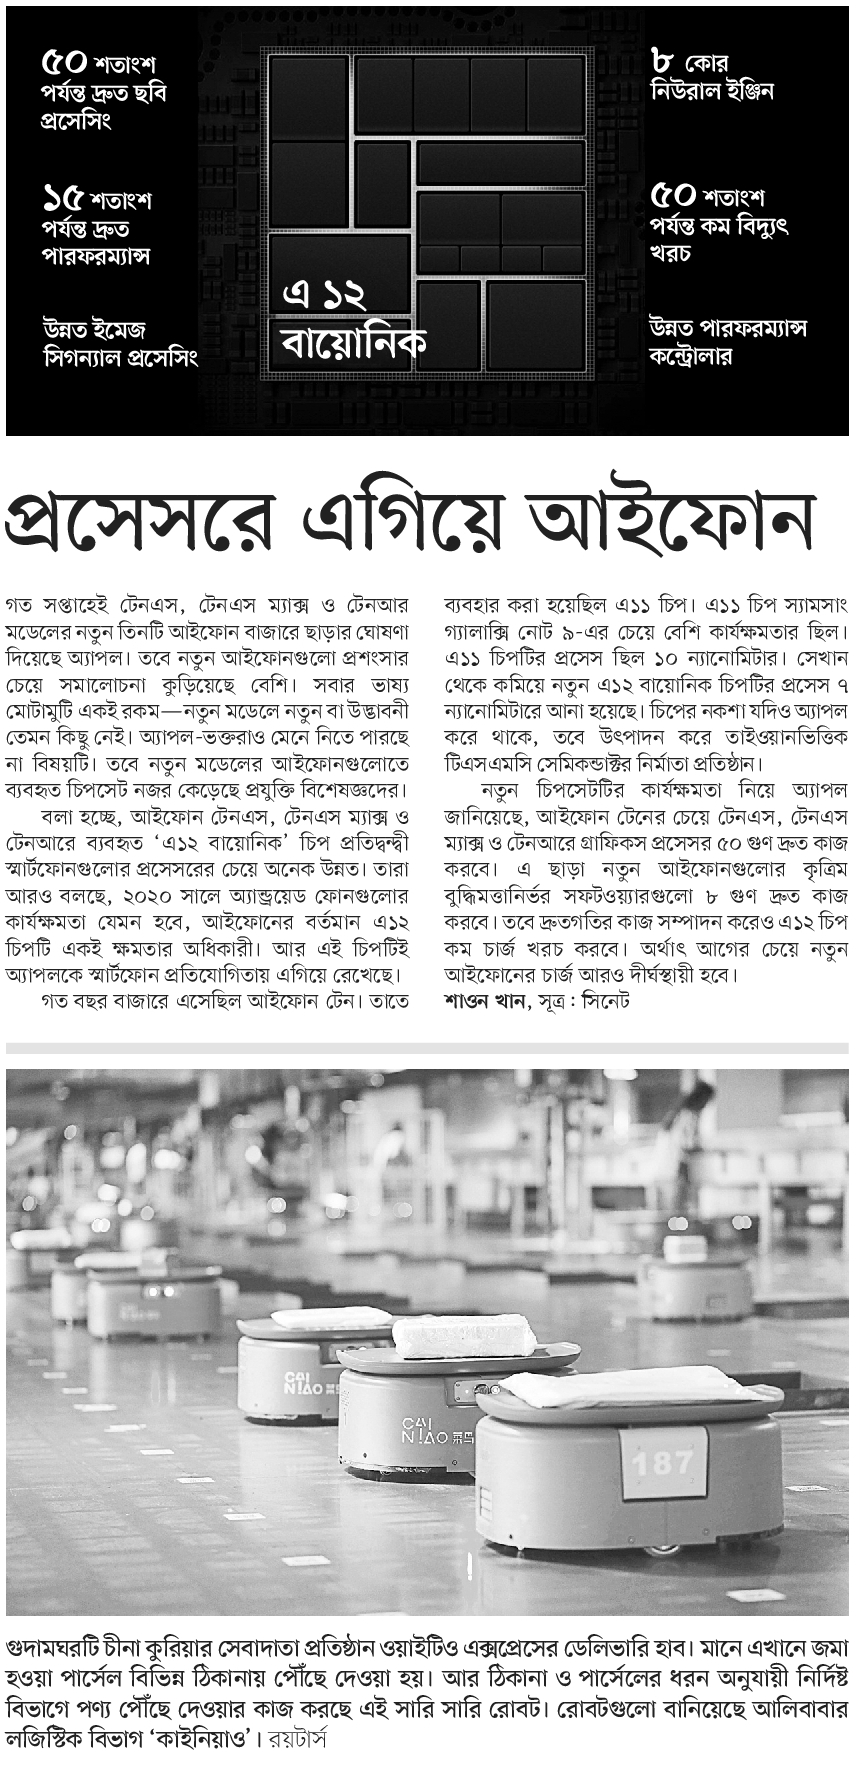 ৫০ শতাংশ
পর্যন্ত দ্রুত ছবি
প্রসেসিং
১৫ শতাংশ
পর্যন্ত দ্রুত
পারফরম্যান্স
উন্নত ইমেজ
সিগন্যাল প্রসেসিং
এ ১২
বায়োনিক
৮ কোর
নিউরাল ইঞ্জিন
৫০ শতাংশ
পর্যন্ত কম বিদ্যুৎ
খরচ
উন্নত পারফরম্যান্স
কন্ট্রোলার
প্রসেসরে এগিয়ে আইফোন
গত সপ্তাহেই টেনএস, টেনএস ম্যাক্স ও টেনআর
মডেলের নতুন তিনটি আইফোন বাজারে ছাড়ার ঘোষণা
দিয়েছে অ্যাপল। তবে নতুন আইফোনগুলো প্রশংসার
চেয়ে সমালোচনা কুড়িয়েছে বেশি। সবার ভাষ্য
মোটামুটি একই রকম—নতুন মডেলে নতুন বা উদ্ভাবনী
তেমন কিছু নেই। অ্যাপল-ভক্তরাও মেনে নিতে পারছে
না বিষয়টি। তবে নতুন মডেলের আইফোনগুলোতে
ব্যবহৃত চিপসেট নজর কেড়েছে প্রযুক্তি বিশেষজ্ঞদের।
বলা হচ্ছে, আইফোন টেনএস, টেনএস ম্যাক্স ও
টেনআরে ব্যবহৃত ‘এ১২ বায়োনিক’ চিপ প্রতিদ্বন্দ্বী
স্মার্টফোনগুলোর প্রসেসরের চেয়ে অনেক উন্নত। তারা
আরও বলছে, ২০২০ সালে অ্যান্ড্রয়েড ফোনগুলোর
কার্যক্ষমতা যেমন হবে, আইফোনের বর্তমান এ১২
চিপটি একই ক্ষমতার অধিকারী। আর এই চিপটিই
অ্যাপলকে স্মার্টফোন প্রতিযোগিতায় এগিয়ে রেখেছে।
গত বছর বাজারে এসেছিল আইফোন টেন। তাতে
ব্যবহার করা হয়েছিল এ১১ চিপ। এ১১ চিপ স্যামসাং
গ্যালাক্সি নোট ৯-এর চেয়ে বেশি কার্যক্ষমতার ছিল।
এ১১ চিপটির প্রসেস ছিল ১০ ন্যানোমিটার। সেখান
থেকে কমিয়ে নতুন এ১২ বায়োনিক চিপটির প্রসেস ৭
ন্যানোমিটারে আনা হয়েছে। চিপের নকশা যদিও অ্যাপল
করে থাকে, তবে উৎপাদন করে তাইওয়ানভিত্তিক
টিএসএমসি সেমিকন্ডাক্টর নির্মাতা প্রতিষ্ঠান।
নতুন চিপসেটটির কার্যক্ষমতা নিয়ে অ্যাপল
জানিয়েছে, আইফোন টেনের চেয়ে টেনএস, টেনএস
ম্যাক্স ও টেনআরে গ্রাফিকস প্রসেসর ৫০ গুণ দ্রুত কাজ
করবে। এ ছাড়া নতুন আইফোনগুলোর কৃত্রিম
বুদ্ধিমত্তানির্ভর সফটওয়্যারগুলো ৮ গুণ দ্রুত কাজ
করবে। তবে দ্রুতগতির কাজ সম্পাদন করেও এ১২ চিপ
কম চার্জ খরচ করবে। অর্থাৎ আগের চেয়ে নতুন
আইফোনের চার্জ আরও দীর্ঘস্থায়ী হবে।
শাওন খান, সূত্র : সিনেট
CAI
NIAO
CAI
NIAO 菜鸟
187
গুদামঘরটি চীনা কুরিয়ার সেবাদাতা প্রতিষ্ঠান ওয়াইটিও এক্সপ্রেসের ডেলিভারি হাব। মানে এখানে জমা
হওয়া পার্সেল বিভিন্ন ঠিকানায় পৌঁছে দেওয়া হয়। আর ঠিকানা ও পার্সেলের ধরন অনুযায়ী নির্দিষ্ট
বিভাগে পণ্য পৌঁছে দেওয়ার কাজ করছে এই সারি সারি রোবট। রোবটগুলো বানিয়েছে আলিবাবার
লজিস্টিক বিভাগ ‘কাইনিয়াও’। রয়টার্স